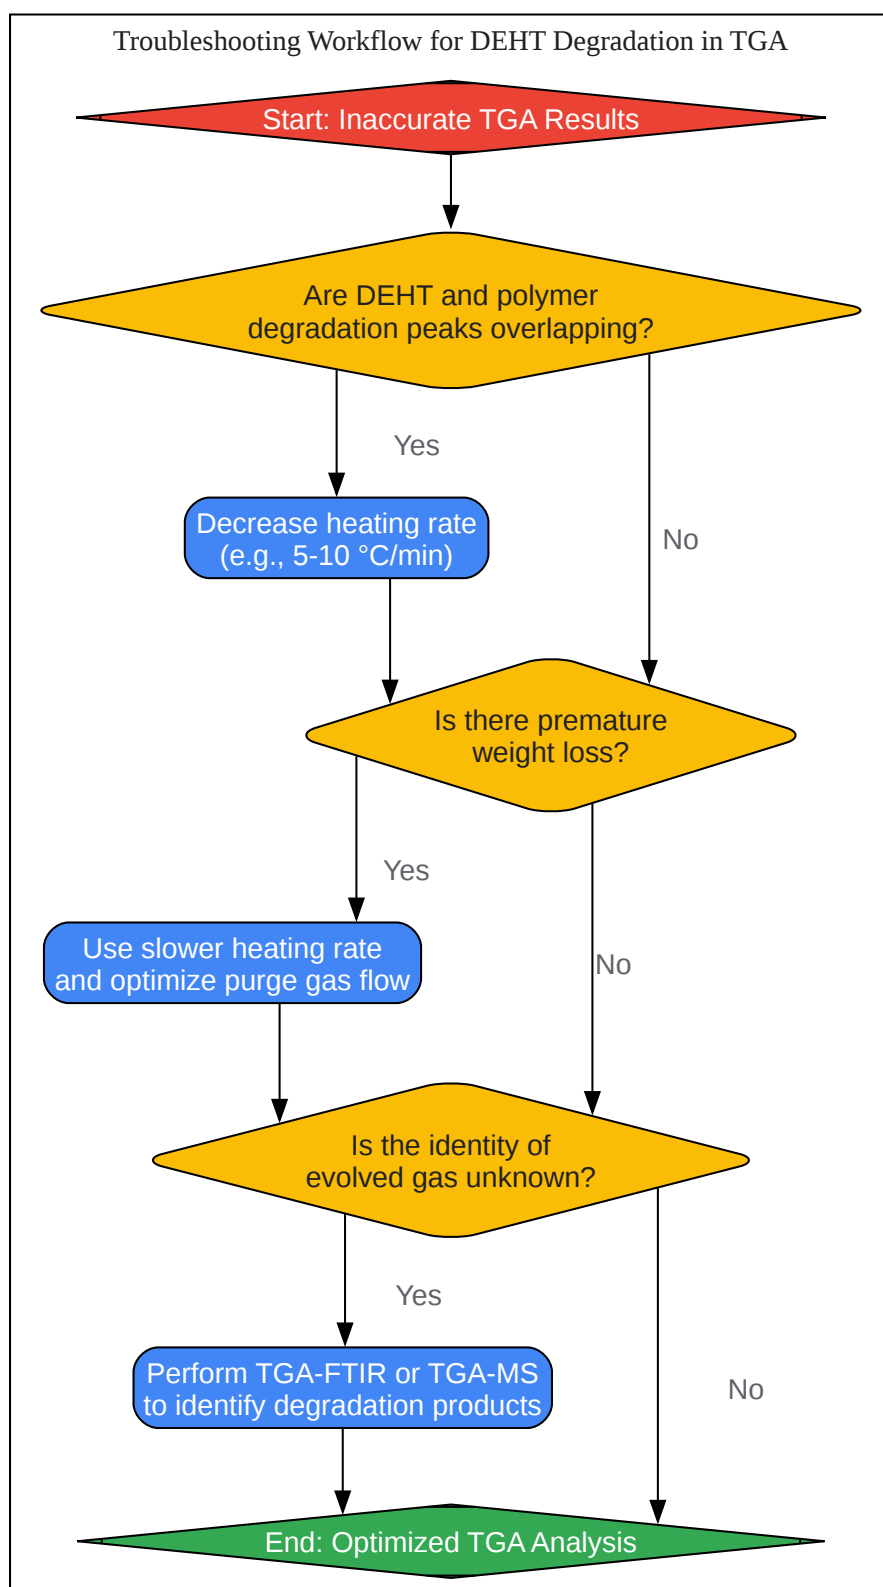 Troubleshooting Workflow for DEHT Degradation in TGA
Start: Inaccurate TGA Results
Are DEHT and polymer
degradation peaks overlapping?
Yes
Decrease heating rate
(e.g., 5-10 °C/min)
No
Is there premature
weight loss?
Yes
Use slower heating rate
and optimize purge gas flow
No
Is the identity of
evolved gas unknown?
Yes
Perform TGA-FTIR or TGA-MS
to identify degradation products
No
End: Optimized TGA Analysis